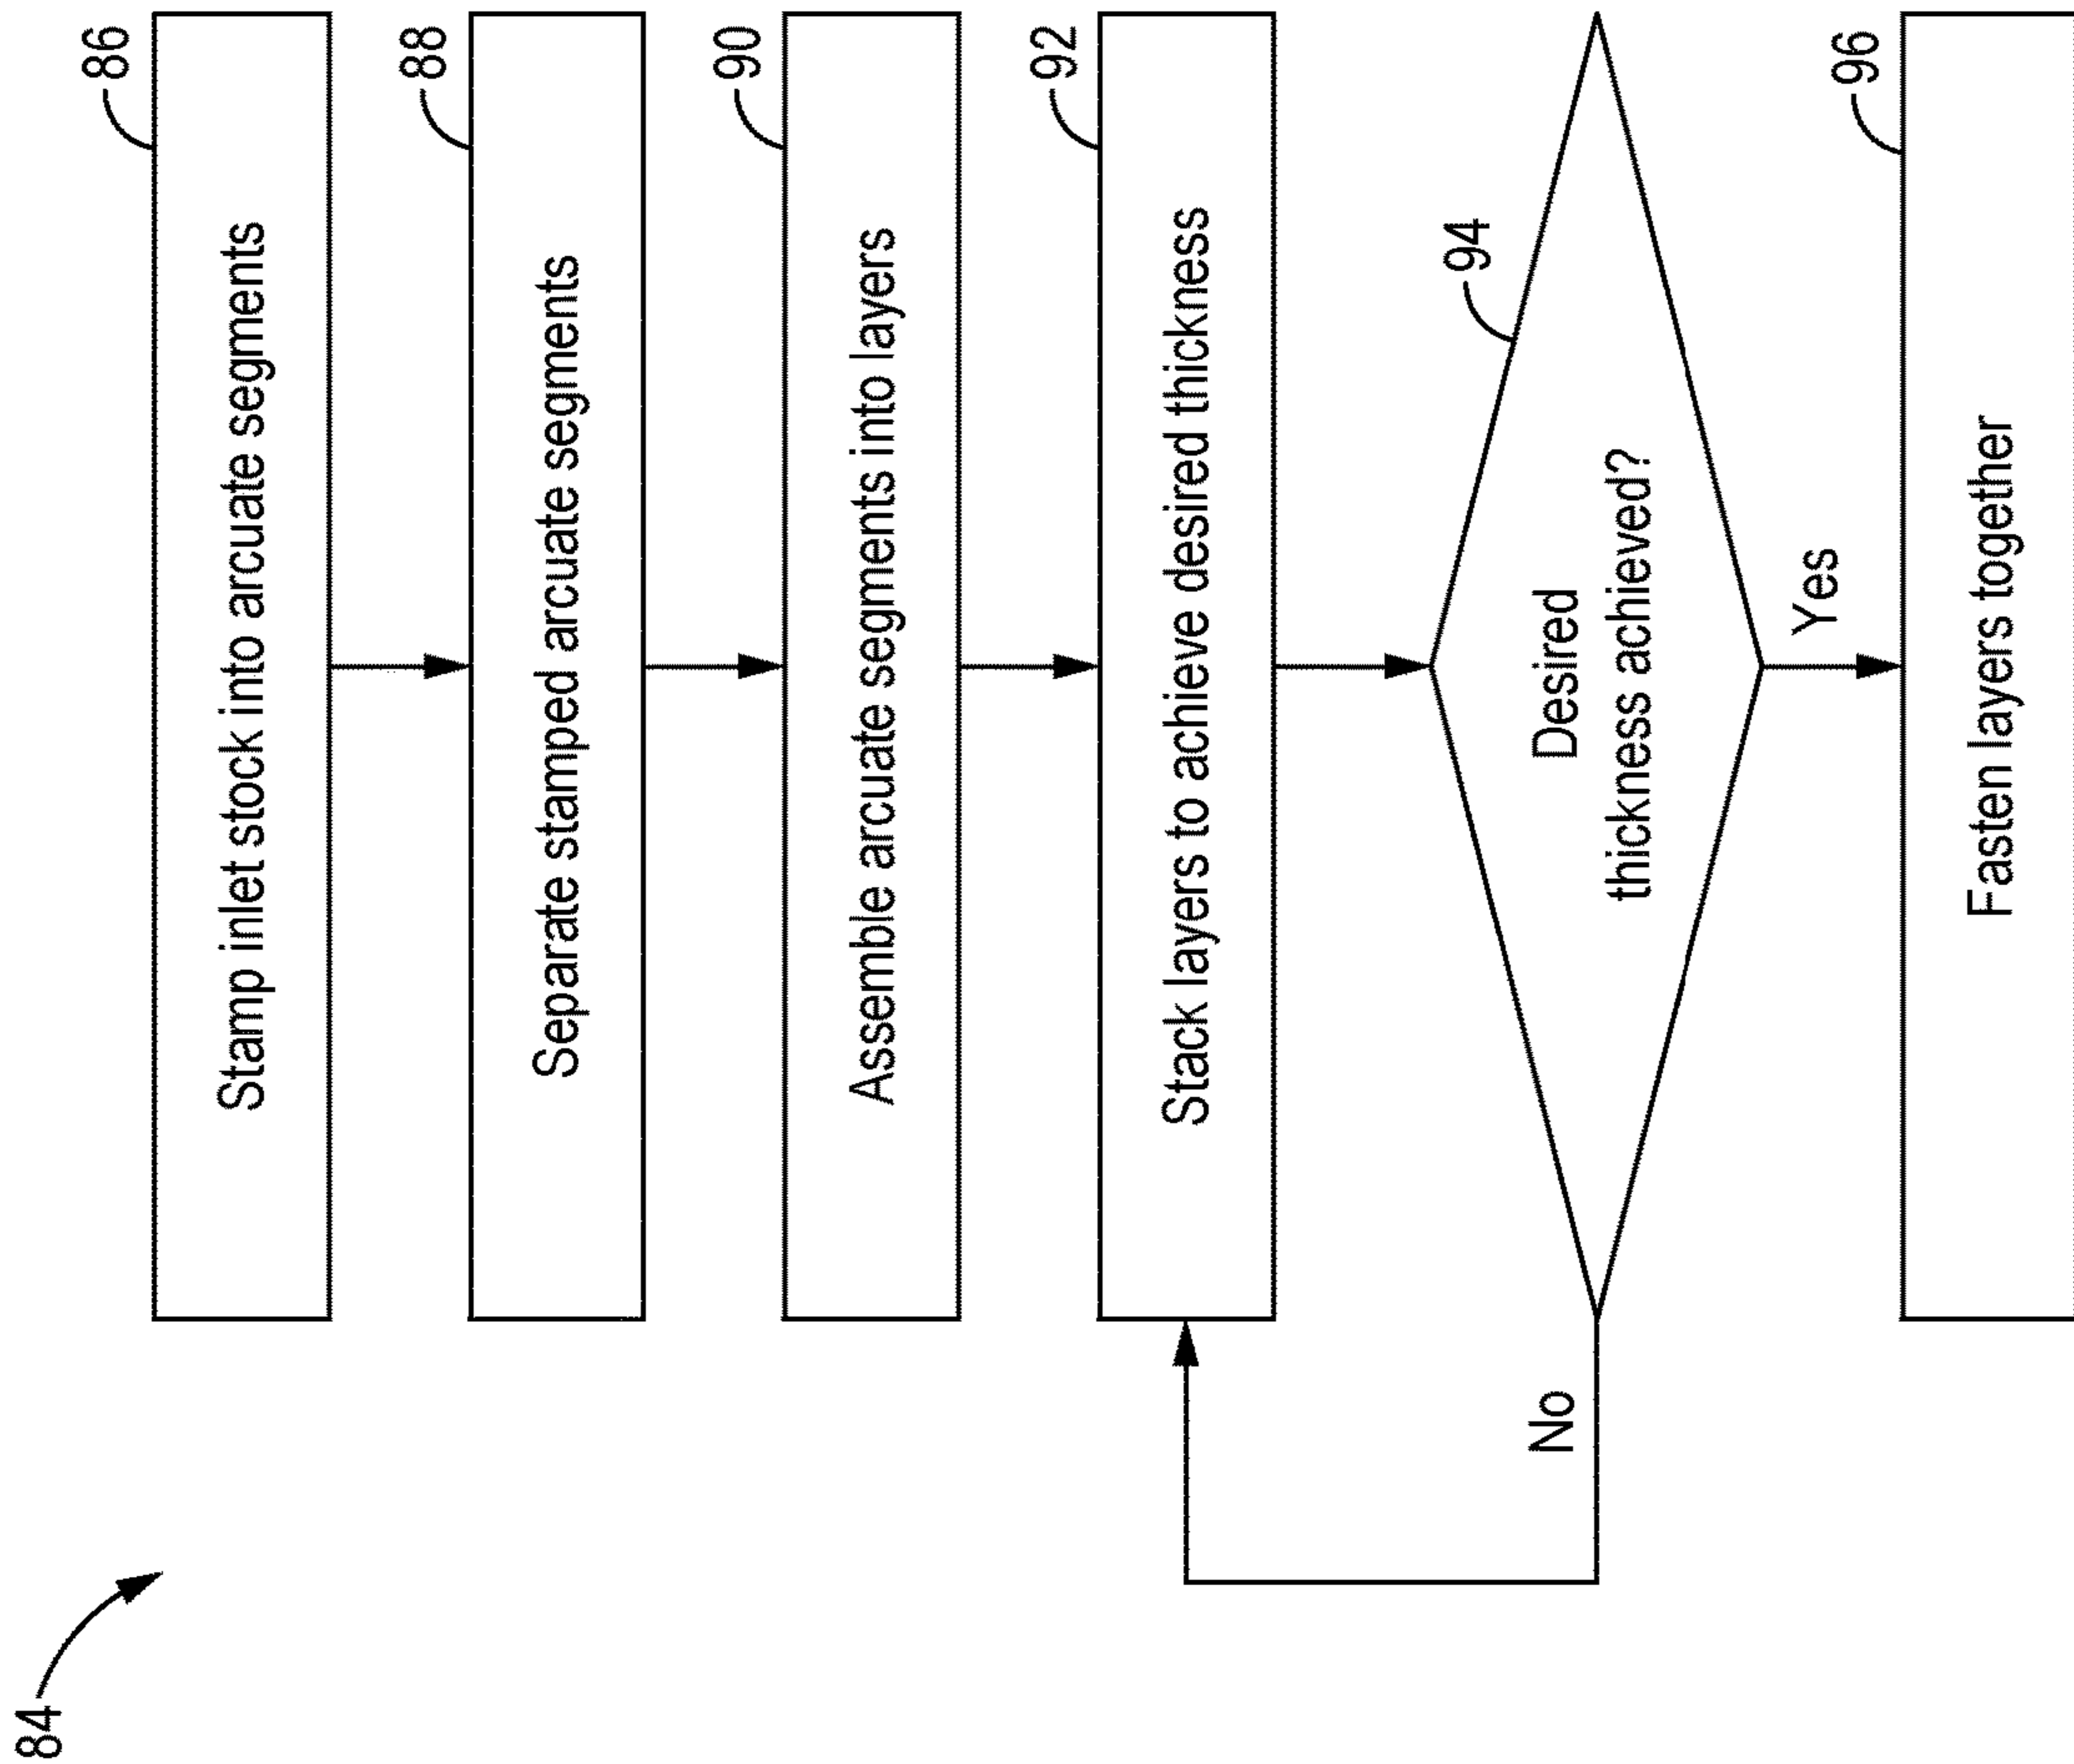 84
86
Stamp inlet stock into arcuate segments
88
Separate stamped arcuate segments
90
Assemble arcuate segments into layers
92
Stack layers to achieve desired thickness
94
Desired
thickness achieved?
No
Yes
96
Fasten layers together